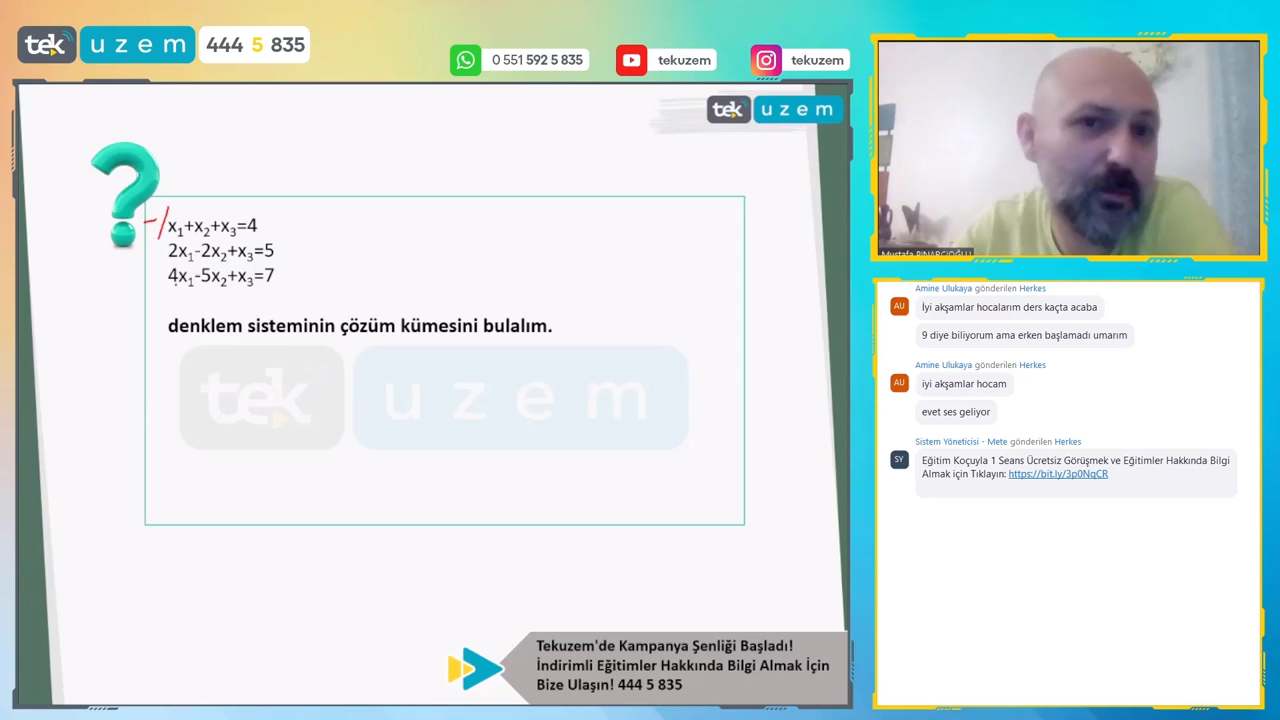 tek uzem 444 5 835
0 551 592 5 835
tekuzem
tekuzem
tek uzem
x₁+x₂+x₃=4
2x₁-2x₂+x₃=5
4x₁-5x₂+x₃=7
denklem sisteminin çözüm kümesini bulalım.
tek uzem
Tekuzem'de Kampanya Şenliği Başladı!
İndirimli Eğitimler Hakkında Bilgi Almak İçin
Bize Ulaşın! 444 5 835
Mustafa PINARCIOĞLU
Amine Ulukaya gönderilen Herkes
AU
İyi akşamlar hocalarım ders kaçta acaba
9 diye biliyorum ama erken başlamadı umarım
Amine Ulukaya gönderilen Herkes
AU
iyi akşamlar hocam
evet ses geliyor
Sistem Yöneticisi - Mete gönderilen Herkes
SY
Eğitim Koçuyla 1 Seans Ücretsiz Görüşmek ve Eğitimler Hakkında Bilgi
Almak için Tıklayın: https://bit.ly/3p0NqCR